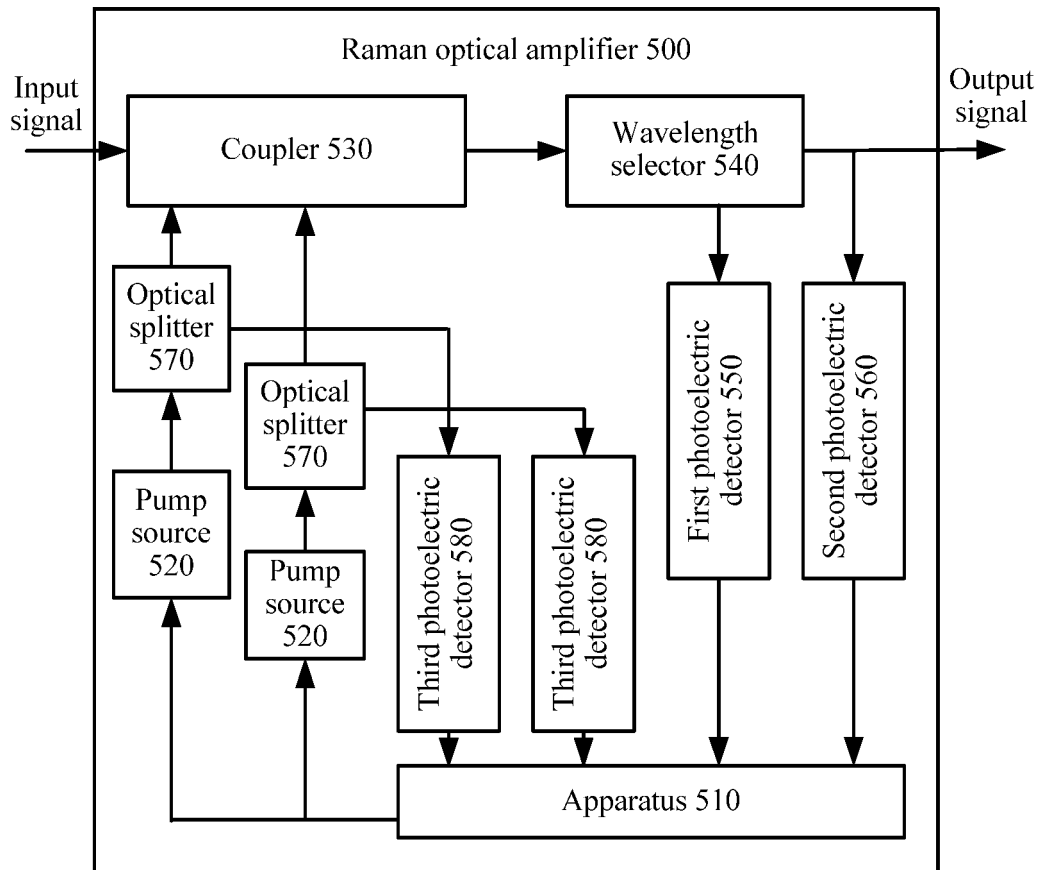 Raman optical amplifier 500
Input
signal
Output
signal
Coupler 530
Wavelength
selector 540
Optical
splitter
570
Optical
splitter
570
Pump
source
520
Pump
source
520
Third photoelectric
detector 580
Third photoelectric
detector 580
First photoelectric
detector 550
Second photoelectric
detector 560
Apparatus 510